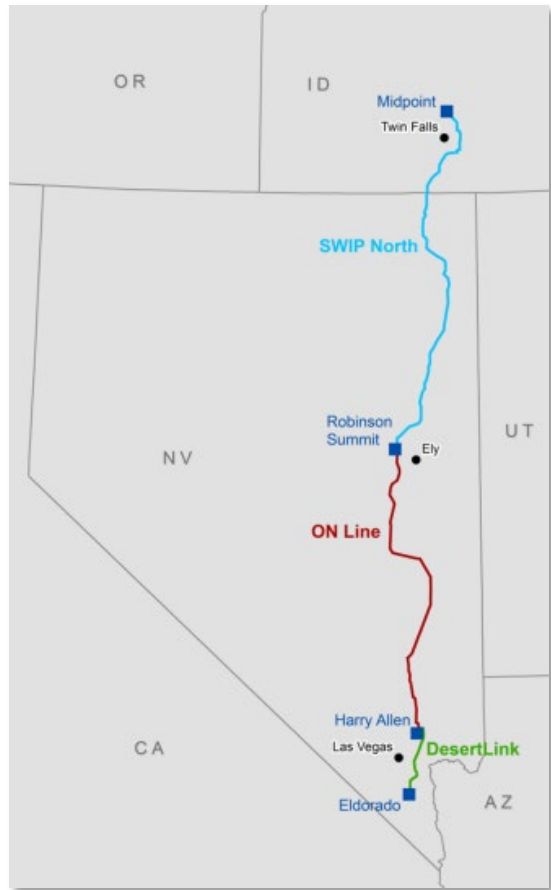 OR
ID
Midpoint
Twin Falls
SWIP North
Robinson
Summit
Ely
UT
NV
ON Line
Harry Allen
Las Vegas
DesertLink
CA
Eldorado
AZ